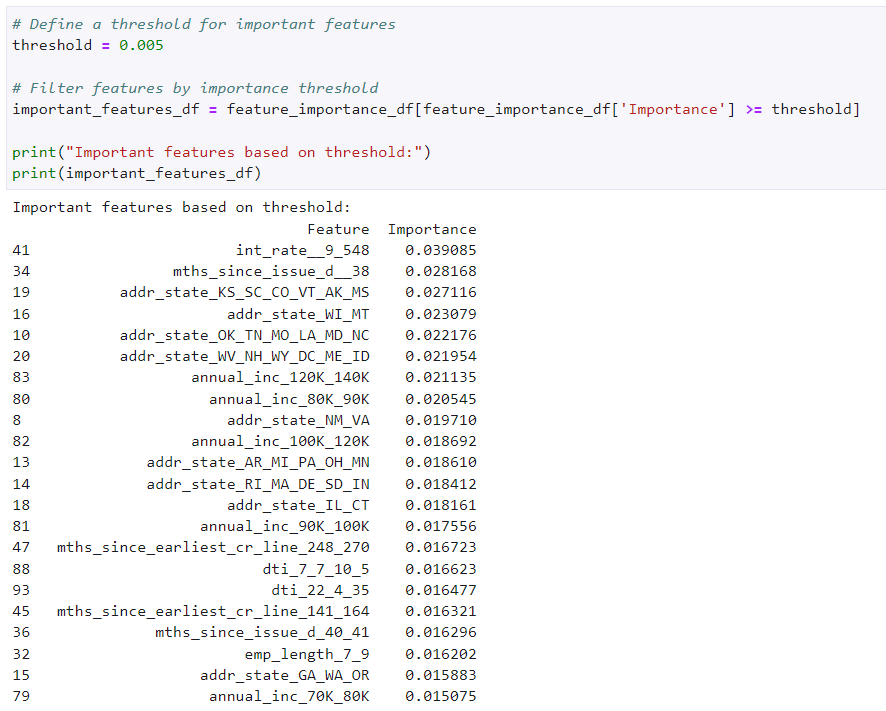 # Define a threshold for important features
threshold = 0.005
# Filter features by importance threshold
important_features_df = feature_importance_df[feature_importance_df['Importance'] >= threshold]
print("Important features based on threshold:")
print(important_features_df)
Important features based on threshold:
Feature Importance
41 int_rate__9_548 0.039085
34 mths_since_issue_d__38 0.028168
19 addr_state_KS_SC_CO_VT_AK_MS 0.027116
16 addr_state_WI_MT 0.023079
10 addr_state_OK_TN_MO_LA_MD_NC 0.022176
20 addr_state_WV_NH_WY_DC_ME_ID 0.021954
83 annual_inc_120K_140K 0.021135
80 annual_inc_80K_90K 0.020545
8 addr_state_NM_VA 0.019710
82 annual_inc_100K_120K 0.018692
13 addr_state_AR_MI_PA_OH_MN 0.018610
14 addr_state_RI_MA_DE_SD_IN 0.018412
18 addr_state_IL_CT 0.018161
81 annual_inc_90K_100K 0.017556
47 mths_since_earliest_cr_line_248_270 0.016723
88 dti_7_7_10_5 0.016623
93 dti_22_4_35 0.016477
45 mths_since_earliest_cr_line_141_164 0.016321
36 mths_since_issue_d_40_41 0.016296
32 emp_length_7_9 0.016202
15 addr_state_GA_WA_OR 0.015883
79 annual_inc_70K_80K 0.015075